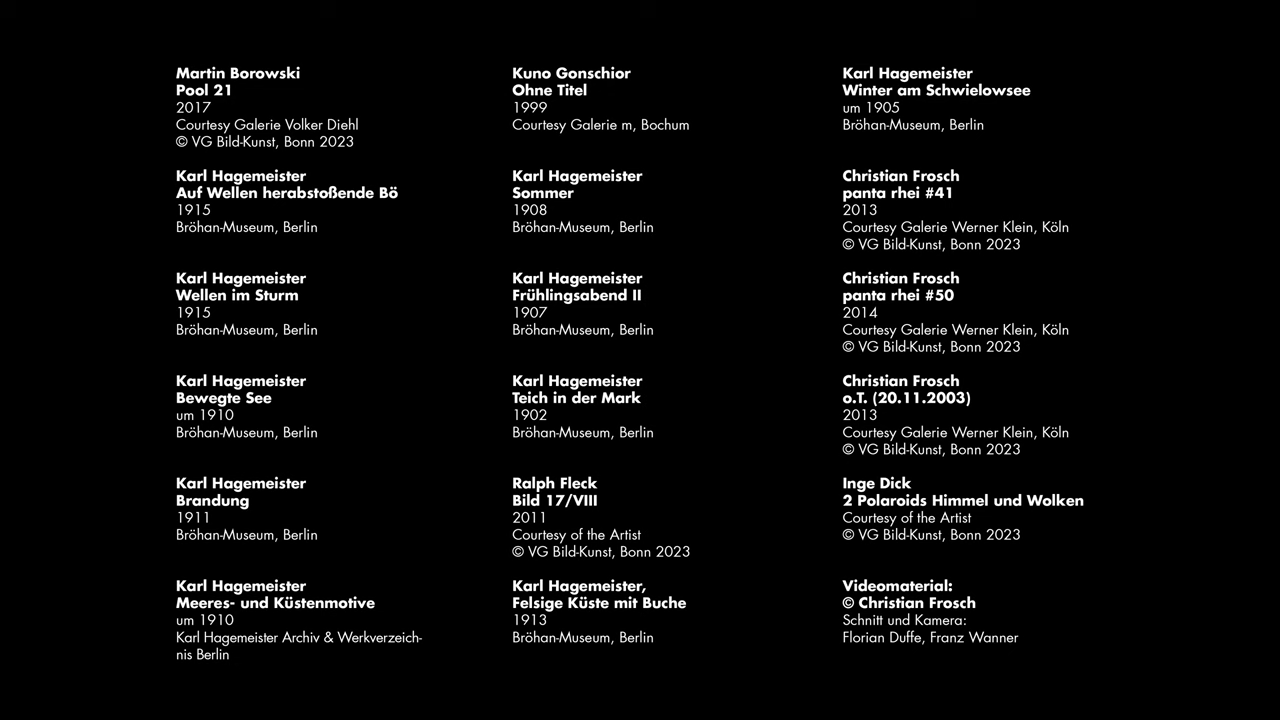 Martin Borowski
Pool 21
2017
Courtesy Galerie Volker Diehl
© VG Bild-Kunst, Bonn 2023
Karl Hagemeister
Auf Wellen herabstoßende Bö
1915
Bröhan-Museum, Berlin
Karl Hagemeister
Wellen im Sturm
1915
Bröhan-Museum, Berlin
Karl Hagemeister
Bewegte See
um 1910
Bröhan-Museum, Berlin
Karl Hagemeister
Brandung
1911
Bröhan-Museum, Berlin
Karl Hagemeister
Meeres- und Küstenmotive
um 1910
Karl Hagemeister Archiv & Werkverzeich-
nis Berlin
Kuno Gonschior
Ohne Titel
1999
Courtesy Galerie m, Bochum
Karl Hagemeister
Sommer
1908
Bröhan-Museum, Berlin
Karl Hagemeister
Frühlingsabend II
1907
Bröhan-Museum, Berlin
Karl Hagemeister
Teich in der Mark
1902
Bröhan-Museum, Berlin
Ralph Fleck
Bild 17/VIII
2011
Courtesy of the Artist
© VG Bild-Kunst, Bonn 2023
Karl Hagemeister,
Felsige Küste mit Buche
1913
Bröhan-Museum, Berlin
Karl Hagemeister
Winter am Schwielowsee
um 1905
Bröhan-Museum, Berlin
Christian Frosch
panta rhei #41
2013
Courtesy Galerie Werner Klein, Köln
© VG Bild-Kunst, Bonn 2023
Christian Frosch
panta rhei #50
2014
Courtesy Galerie Werner Klein, Köln
© VG Bild-Kunst, Bonn 2023
Christian Frosch
o.T. (20.11.2003)
2013
Courtesy Galerie Werner Klein, Köln
© VG Bild-Kunst, Bonn 2023
Inge Dick
2 Polaroids Himmel und Wolken
Courtesy of the Artist
© VG Bild-Kunst, Bonn 2023
Videomaterial:
© Christian Frosch
Schnitt und Kamera:
Florian Duffe, Franz Wanner